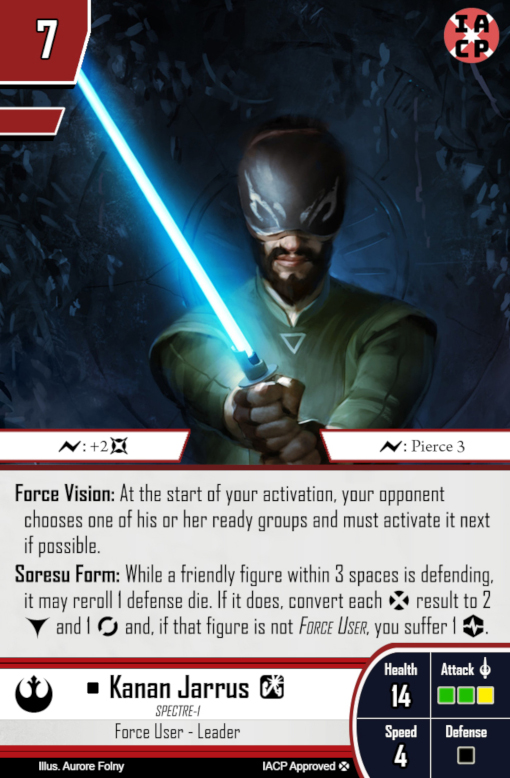 7
IA
CP
: +2
: Pierce 3
Force Vision: At the start of your activation, your opponent
chooses one of his or her ready groups and must activate it next
if possible.
Soresu Form: While a friendly figure within 3 spaces is defending,
it may reroll 1 defense die. If it does, convert each result to 2
and 1 and, if that figure is not FORCE USER, you suffer 1 .
Kanan Jarrus
SPECTRE-1
Force User - Leader
Health
14
Attack
Speed
4
Defense
Illus. Aurore Folny
IACP Approved